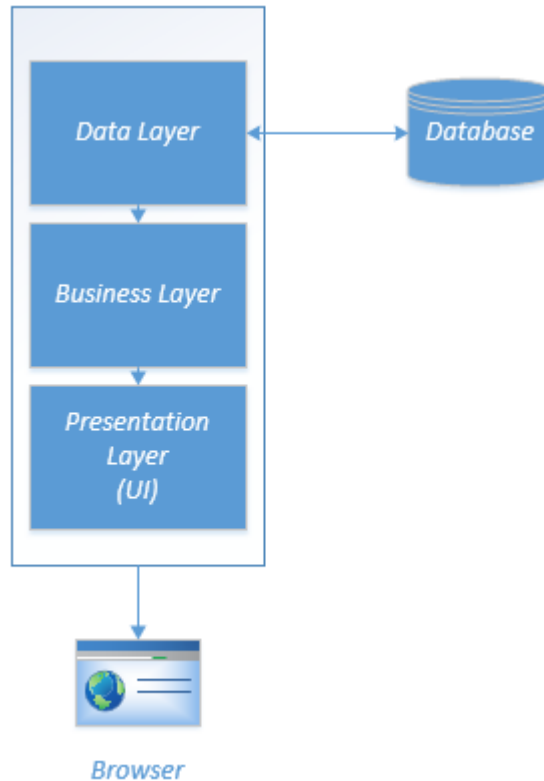 Data Layer
Database
Business Layer
Presentation
Layer
(UI)
Browser